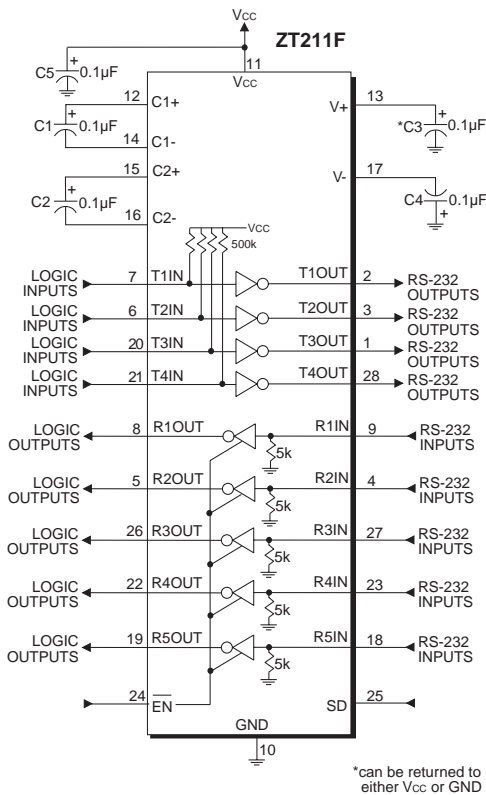 VCC
ZT211F
11
VCC
C5 + 0.1µF
12 C1+
C1 + 0.1µF
14 C1-
15 C2+
C2 + 0.1µF
16 C2-
V+ 13
*C3 + 0.1µF
V- 17
C4 + 0.1µF
VCC
500k
LOGIC INPUTS 7 T1IN T1OUT 2 RS-232 OUTPUTS
LOGIC INPUTS 6 T2IN T2OUT 3 RS-232 OUTPUTS
LOGIC INPUTS 20 T3IN T3OUT 1 RS-232 OUTPUTS
LOGIC INPUTS 21 T4IN T4OUT 28 RS-232 OUTPUTS
LOGIC OUTPUTS 8 R1OUT R1IN 9 RS-232 INPUTS
5k
LOGIC OUTPUTS 5 R2OUT R2IN 4 RS-232 INPUTS
5k
LOGIC OUTPUTS 26 R3OUT R3IN 27 RS-232 INPUTS
5k
LOGIC OUTPUTS 22 R4OUT R4IN 23 RS-232 INPUTS
5k
LOGIC OUTPUTS 19 R5OUT R5IN 18 RS-232 INPUTS
5k
24 EN SD 25
GND
10
*can be returned to
either VCC or GND